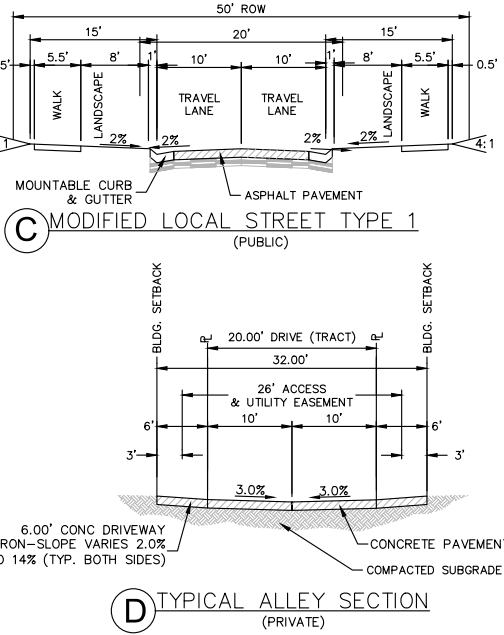 50' ROW
15' 20' 15'
5' 5.5' 8' 1' 10' 10' 1' 8' 5.5' 0.5'
WALK
LANDSCAPE
TRAVEL LANE
TRAVEL LANE
LANDSCAPE
WALK
1 2% 2% 2% 2% 4:1
MOUNTABLE CURB
& GUTTER
ASPHALT PAVEMENT
C MODIFIED LOCAL STREET TYPE 1
(PUBLIC)
BLDG. SETBACK
PL
PL
BLDG. SETBACK
20.00' DRIVE (TRACT)
32.00'
26' ACCESS
& UTILITY EASEMENT
6' 10' 10' 6'
3' 3'
3.0% 3.0%
6.00' CONC DRIVEWAY
RON-SLOPE VARIES 2.0%
O 14% (TYP. BOTH SIDES)
CONCRETE PAVEMENT
COMPACTED SUBGRADE
D TYPICAL ALLEY SECTION
(PRIVATE)